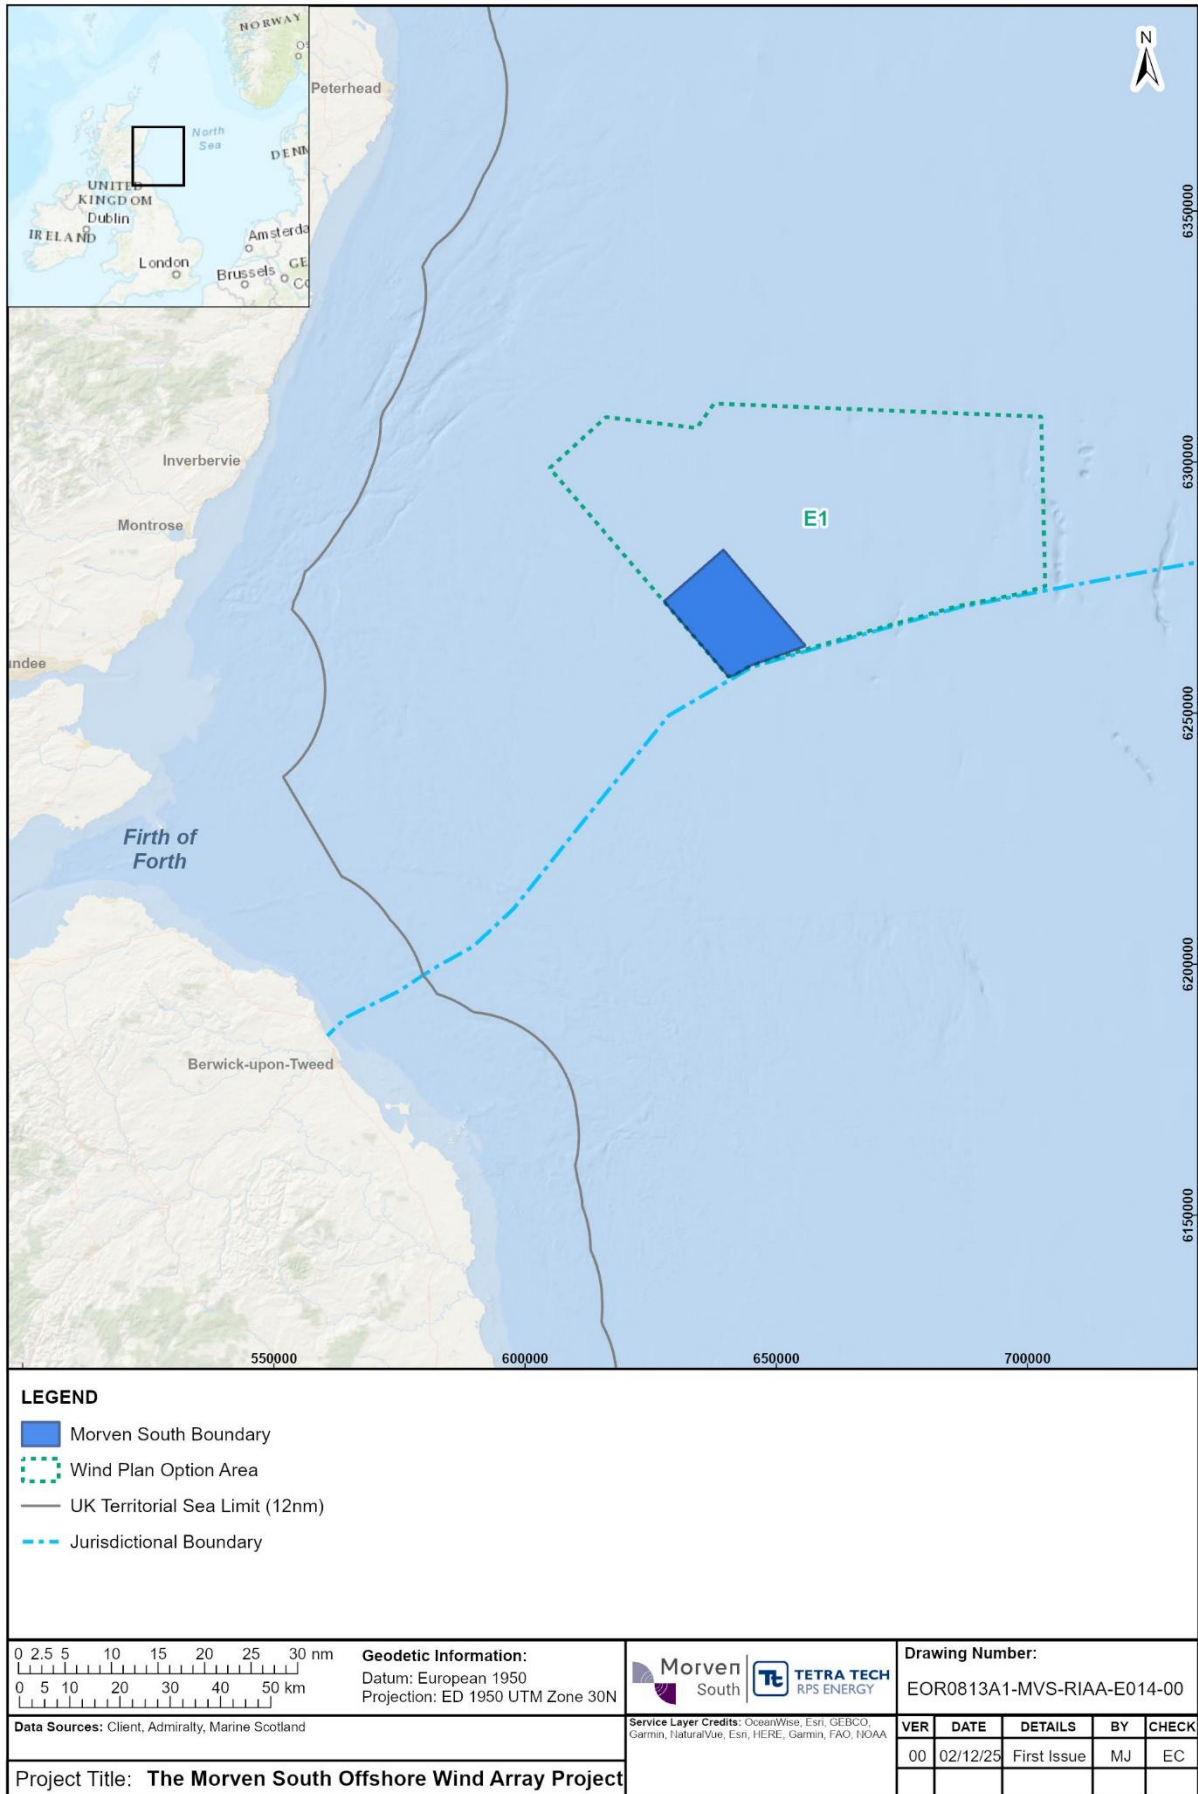 NORWAY
Os
North
Sea
DENM
UNITED
KINGDOM
Dublin
IRELAND
Amsterda
London
Brussels
GE
Co
N
Peterhead
6350000
Inverbervie
6300000
E1
Montrose
undee
6250000
Firth of
Forth
6200000
Berwick-upon-Tweed
6150000
550000 600000 650000 700000
LEGEND
Morven South Boundary
Wind Plan Option Area
UK Territorial Sea Limit (12nm)
Jurisdictional Boundary
0 2.5 5 10 15 20 25 30 nm
0 5 10 20 30 40 50 km
Geodetic Information:
Datum: European 1950
Projection: ED 1950 UTM Zone 30N
Morven
South
Tt TETRA TECH
RPS ENERGY
Drawing Number:
EOR0813A1-MVS-RIAA-E014-00
Data Sources: Client, Admiralty, Marine Scotland
Service Layer Credits: OceanWise, Esri, GEBCO,
Garmin, NaturalVue, Esri, HERE, Garmin, FAO, NOAA
VER DATE DETAILS BY CHECK
00 02/12/25 First Issue MJ EC
Project Title: The Morven South Offshore Wind Array Project